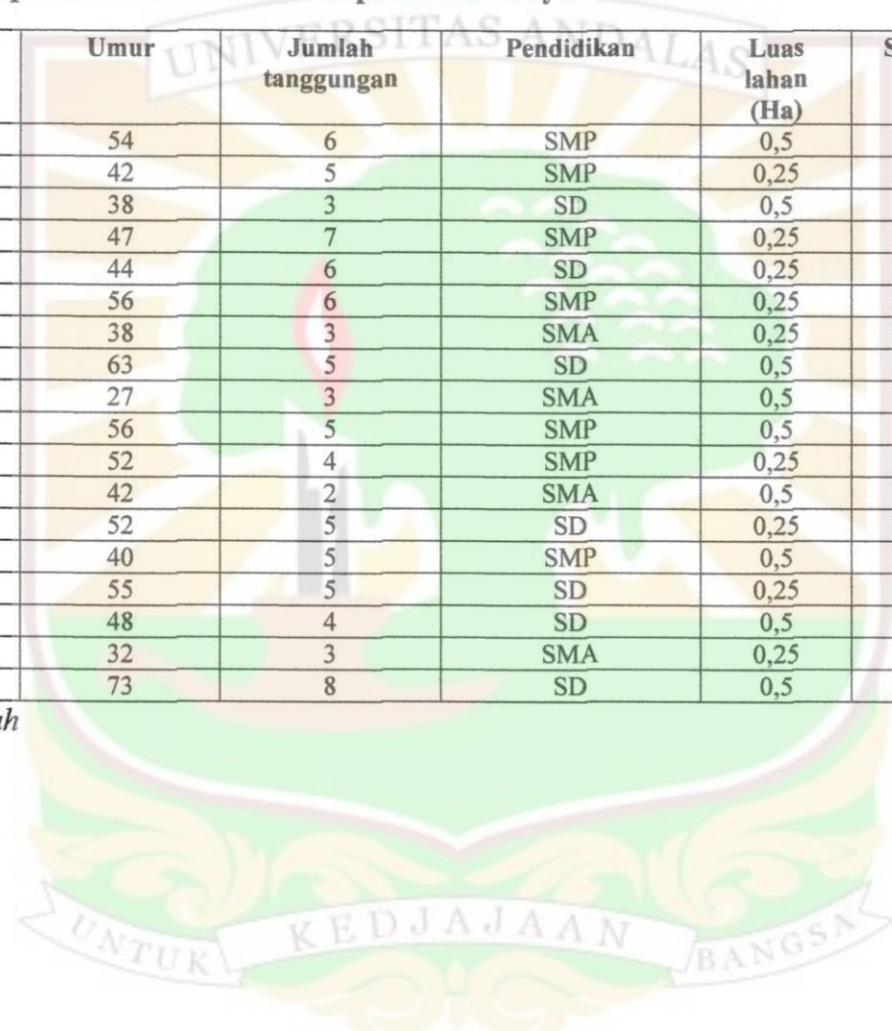 UNIVERSITAS ANDALAS
Umur Jumlah tanggungan Pendidikan Luas lahan (Ha) S
54 6 SMP 0,5
42 5 SMP 0,25
38 3 SD 0,5
47 7 SMP 0,25
44 6 SD 0,25
56 6 SMP 0,25
38 3 SMA 0,25
63 5 SD 0,5
27 3 SMA 0,5
56 5 SMP 0,5
52 4 SMP 0,25
42 2 SMA 0,5
52 5 SD 0,25
40 5 SMP 0,5
55 5 SD 0,25
48 4 SD 0,5
32 3 SMA 0,25
73 8 SD 0,5
ah
UNTUK KEDJAJAAN BANGSA